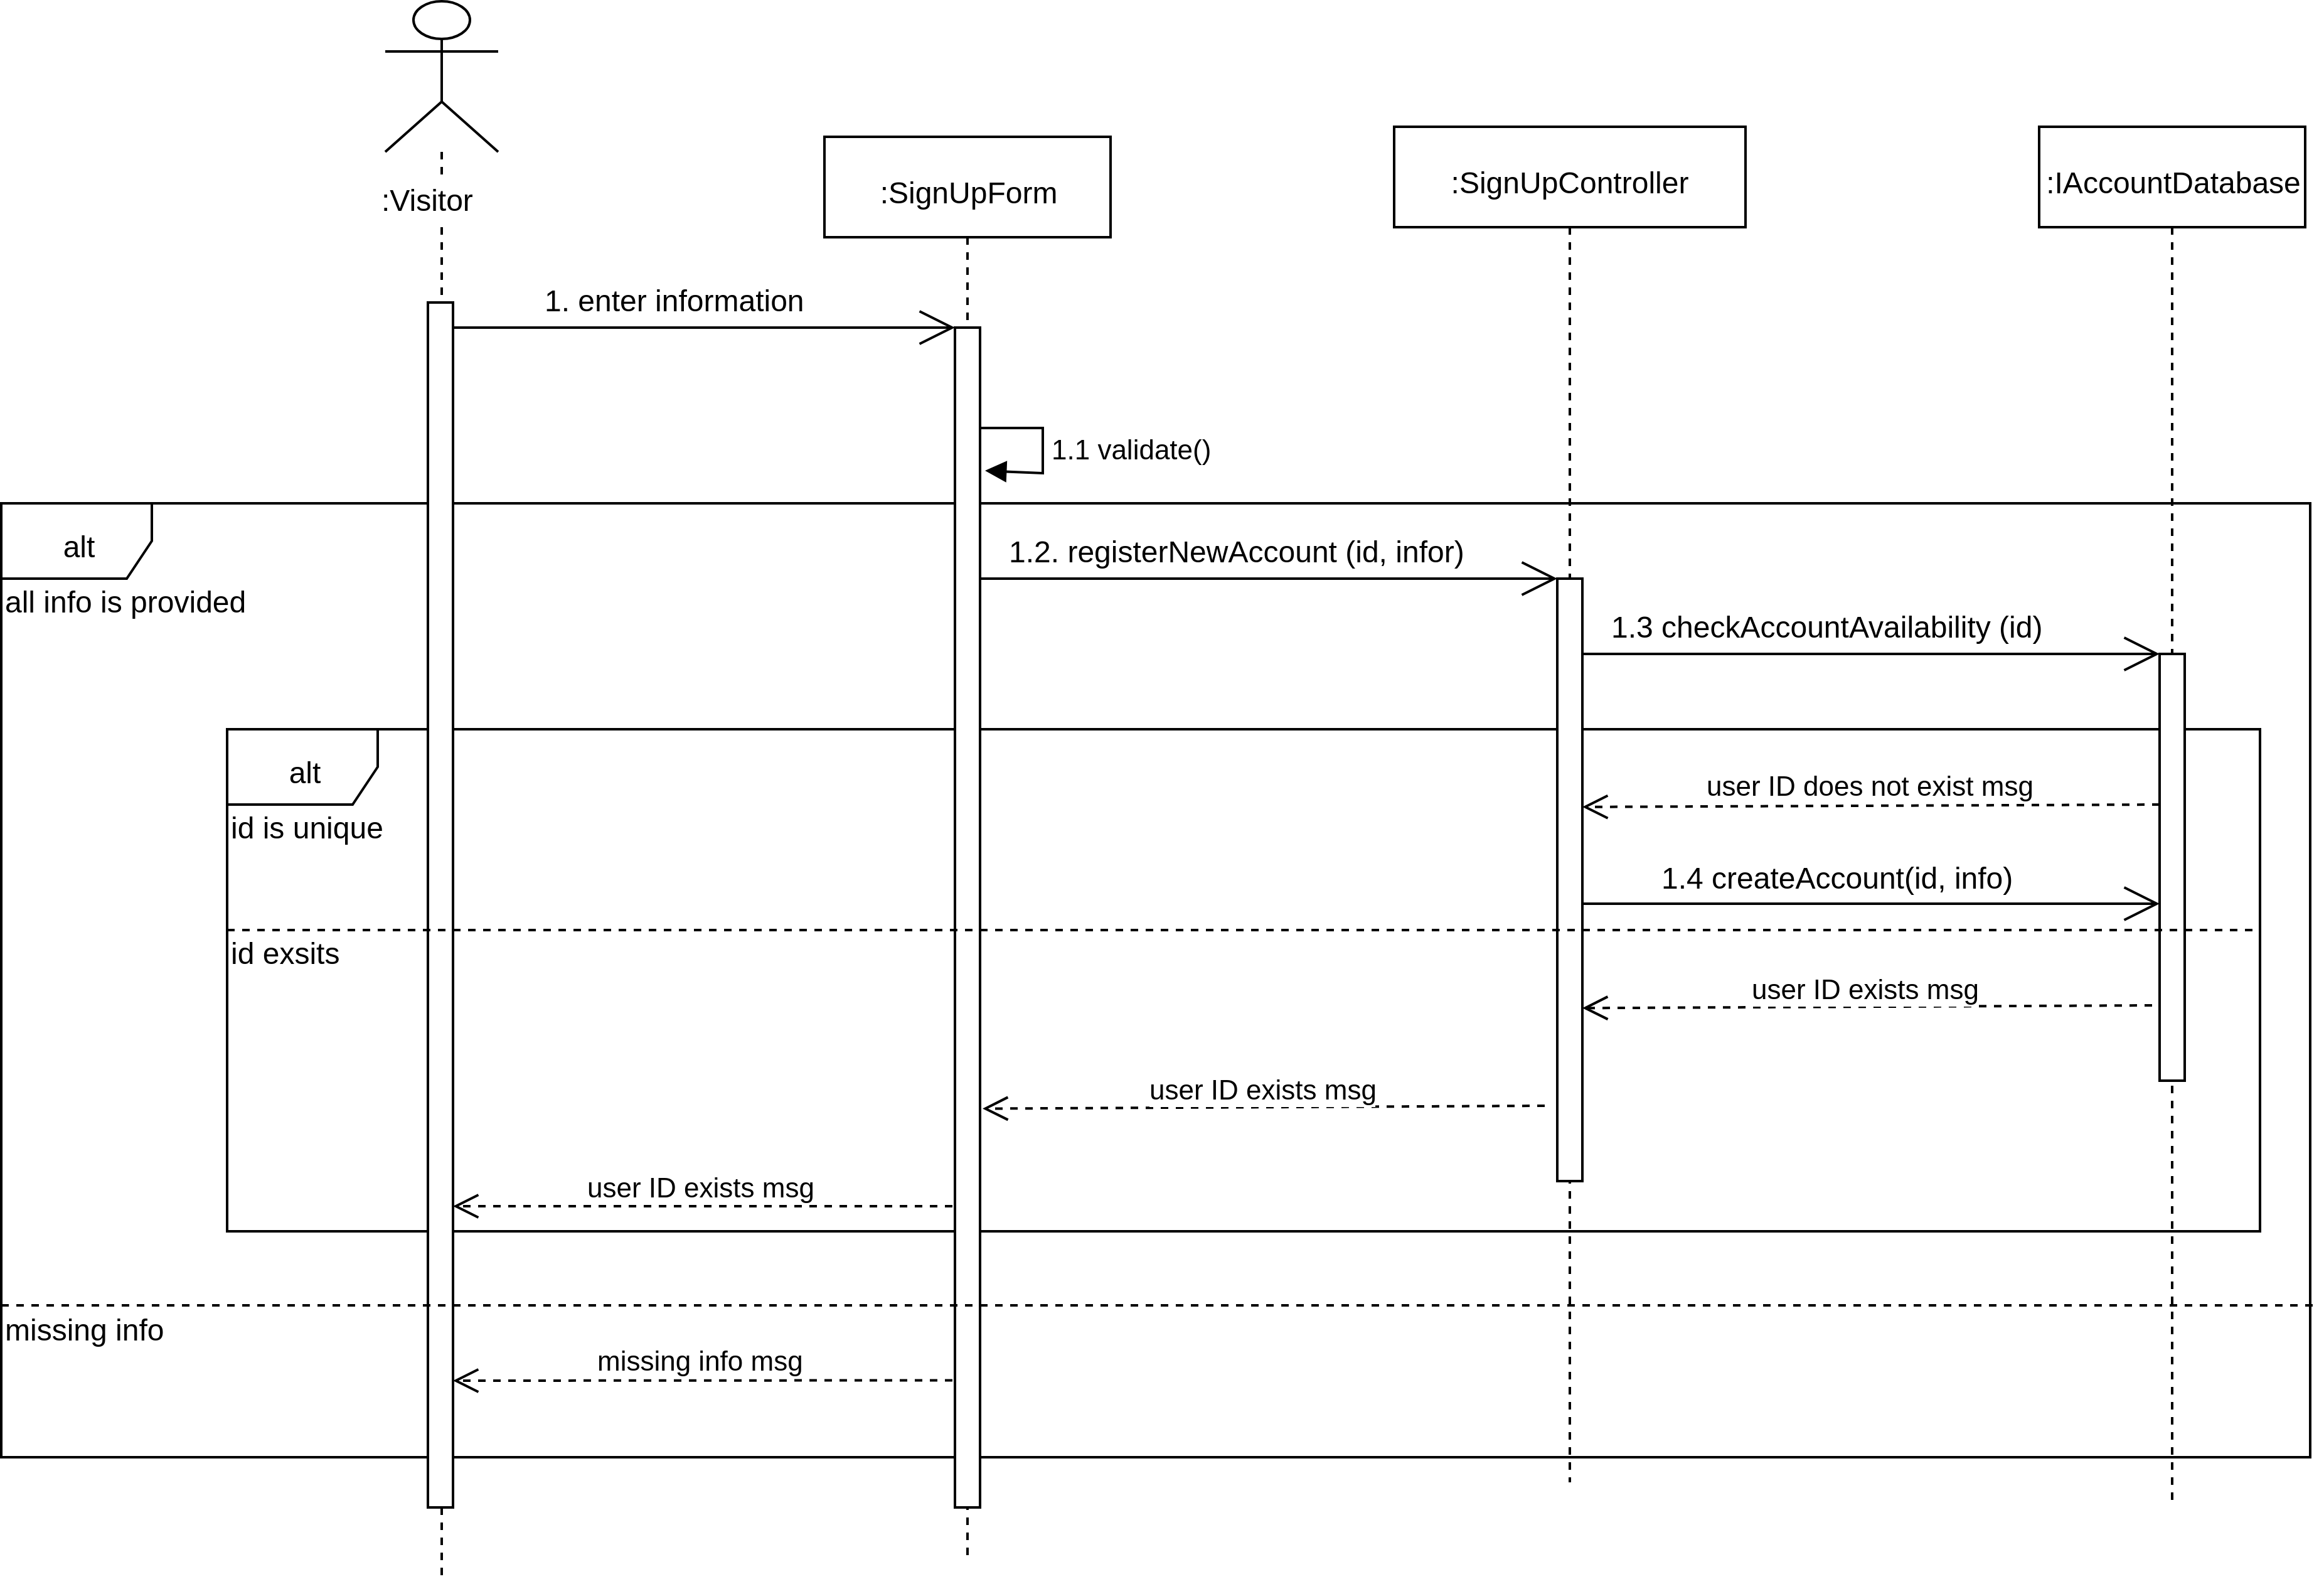 :Visitor
:SignUpForm
:SignUpController
:IAccountDatabase
1. enter information
1.1 validate()
alt
1.2. registerNewAccount (id, infor)
all info is provided
1.3 checkAccountAvailability (id)
alt
user ID does not exist msg
id is unique
1.4 createAccount(id, info)
id exsits
user ID exists msg
user ID exists msg
user ID exists msg
missing info
missing info msg